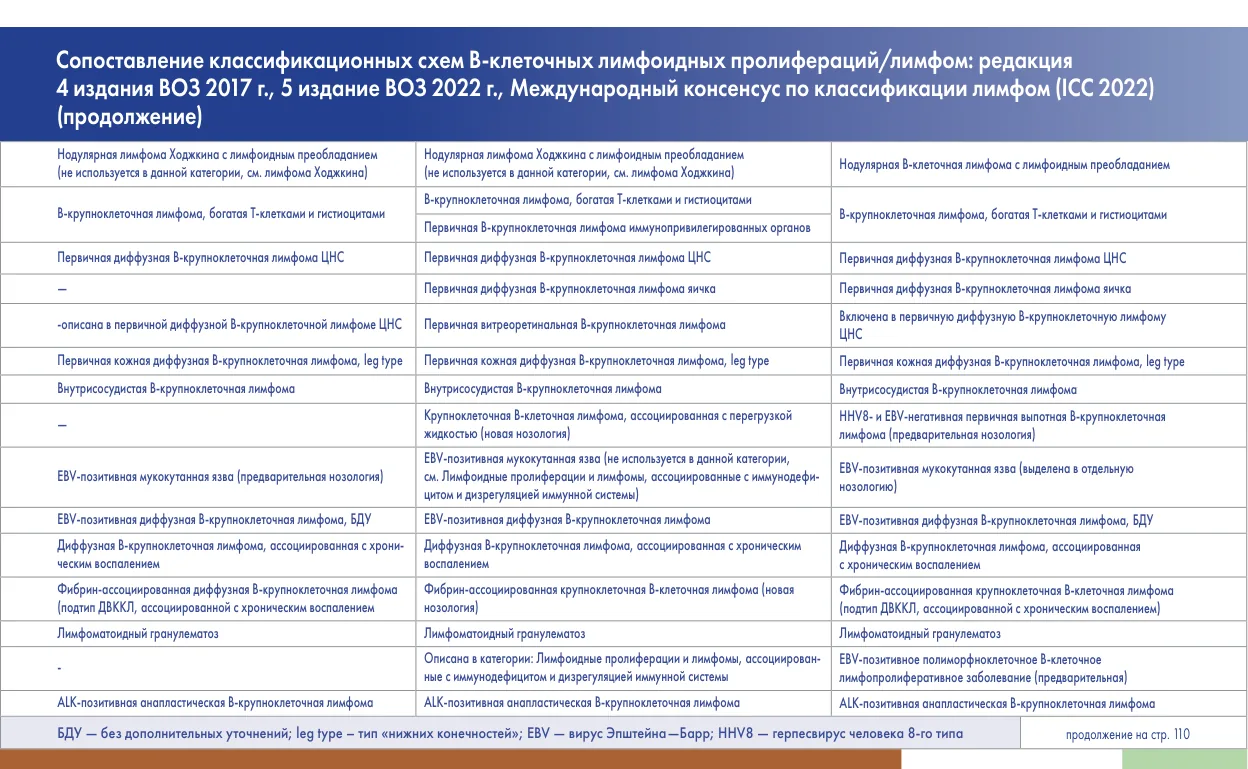 Сопоставление классификационных схем В-клеточных лимфоидных пролифераций/лимфом: редакция
4 издания ВОЗ 2017 г., 5 издание ВОЗ 2022 г., Международный консенсус по классификации лимфом (ICC 2022)
(продолжение)
Нодулярная лимфома Ходжкина с лимфоидным преобладанием
(не используется в данной категории, см. лимфома Ходжкина)
Нодулярная лимфома Ходжкина с лимфоидным преобладанием
(не используется в данной категории, см. лимфома Ходжкина)
Нодулярная В-клеточная лимфома с лимфоидным преобладанием
В-крупноклеточная лимфома, богатая Т-клетками и гистиоцитами
В-крупноклеточная лимфома, богатая Т-клетками и гистиоцитами
Первичная В-крупноклеточная лимфома иммунопривилегированных органов
В-крупноклеточная лимфома, богатая Т-клетками и гистиоцитами
Первичная диффузная В-крупноклеточная лимфома ЦНС
Первичная диффузная В-крупноклеточная лимфома ЦНС
Первичная диффузная В-крупноклеточная лимфома ЦНС
—
Первичная диффузная В-крупноклеточная лимфома яичка
Первичная диффузная В-крупноклеточная лимфома яичка
-описана в первичной диффузной В-крупноклеточной лимфоме ЦНС
Первичная витреоретинальная В-крупноклеточная лимфома
Включена в первичную диффузную В-крупноклеточную лимфому
ЦНС
Первичная кожная диффузная В-крупноклеточная лимфома, leg type
Первичная кожная диффузная В-крупноклеточная лимфома, leg type
Первичная кожная диффузная В-крупноклеточная лимфома, leg type
Внутрисосудистая В-крупноклеточная лимфома
Внутрисосудистая В-крупноклеточная лимфома
Внутрисосудистая В-крупноклеточная лимфома
—
Крупноклеточная В-клеточная лимфома, ассоциированная с перегрузкой
жидкостью (новая нозология)
HHV8- и EBV-негативная первичная выпотная В-крупноклеточная
лимфома (предварительная нозология)
EBV-позитивная мукокутанная язва (предварительная нозология)
EBV-позитивная мукокутанная язва (не используется в данной категории,
см. Лимфоидные пролиферации и лимфомы, ассоциированные с иммунодефи-
цитом и дизрегуляцией иммунной системы)
EBV-позитивная мукокутанная язва (выделена в отдельную
нозологию)
EBV-позитивная диффузная В-крупноклеточная лимфома, БДУ
EBV-позитивная диффузная В-крупноклеточная лимфома
EBV-позитивная диффузная В-крупноклеточная лимфома, БДУ
Диффузная В-крупноклеточная лимфома, ассоциированная с хрони-
ческим воспалением
Диффузная В-крупноклеточная лимфома, ассоциированная с хроническим
воспалением
Диффузная В-крупноклеточная лимфома, ассоциированная
с хроническим воспалением
Фибрин-ассоциированная диффузная В-крупноклеточная лимфома
(подтип ДВККЛ, ассоциированной с хроническим воспалением
Фибрин-ассоциированная крупноклеточная В-клеточная лимфома (новая
нозология)
Фибрин-ассоциированная крупноклеточная В-клеточная лимфома
(подтип ДВККЛ, ассоциированной с хроническим воспалением)
Лимфоматоидный гранулематоз
Лимфоматоидный гранулематоз
Лимфоматоидный гранулематоз
-
Описана в категории: Лимфоидные пролиферации и лимфомы, ассоциирован-
ные с иммунодефицитом и дизрегуляцией иммунной системы
EBV-позитивное полиморфноклеточное В-клеточное
лимфопролиферативное заболевание (предварительная)
ALK-позитивная анапластическая В-крупноклеточная лимфома
ALK-позитивная анапластическая В-крупноклеточная лимфома
ALK-позитивная анапластическая В-крупноклеточная лимфома
БДУ — без дополнительных уточнений; leg type – тип «нижних конечностей»; EBV — вирус Эпштейна—Барр; HHV8 — герпесвирус человека 8-го типа
продолжение на стр. 110